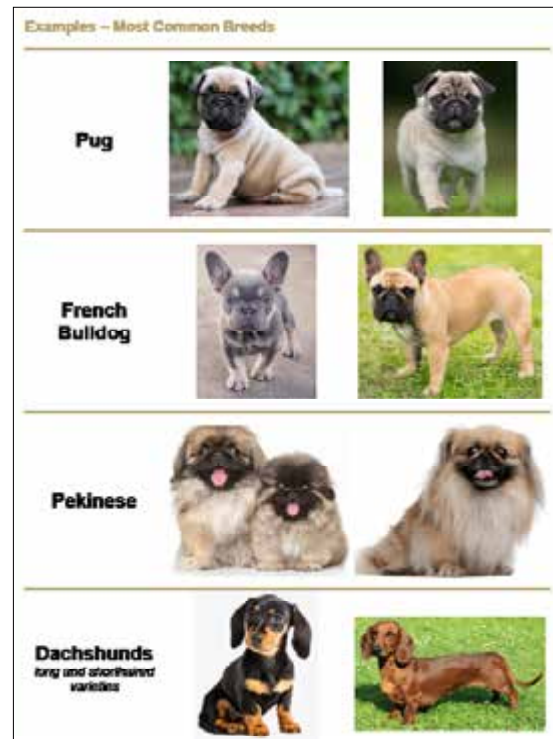 Examples – Most Common Breeds
Pug
French
Bulldog
Pekinese
Dachshunds
long and shorthaired
varieties